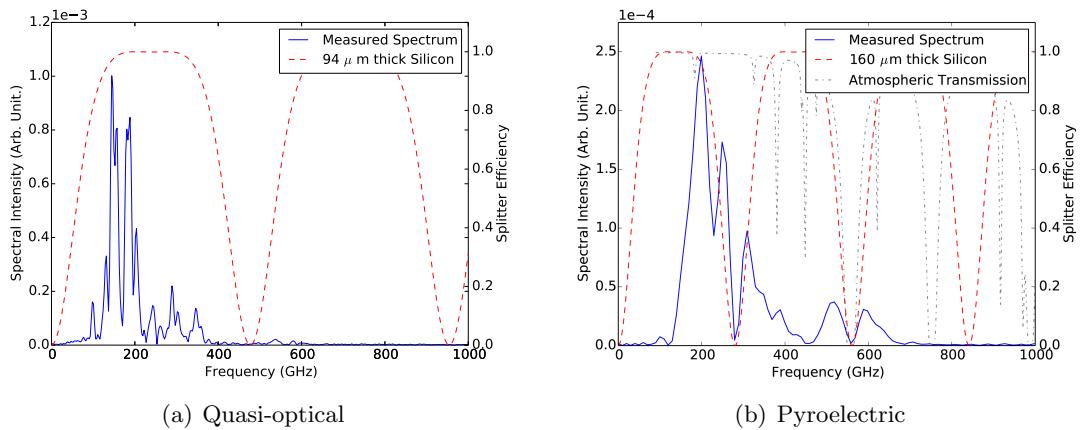 1e−3
1.2
1.0
0.8
0.6
0.4
0.2
0.0
Spectral Intensity (Arb. Unit.)
Measured Spectrum
94 μ m thick Silicon
1.0
0.8
0.6
0.4
0.2
0.0
Splitter Efficiency
0 200 400 600 800 1000
Frequency (GHz)
(a) Quasi-optical
1e−4
2.5
2.0
1.5
1.0
0.5
0.0
Spectral Intensity (Arb. Unit.)
Measured Spectrum
160 μm thick Silicon
Atmospheric Transmission
1.0
0.8
0.6
0.4
0.2
0.0
Splitter Efficiency
0 200 400 600 800 1000
Frequency (GHz)
(b) Pyroelectric